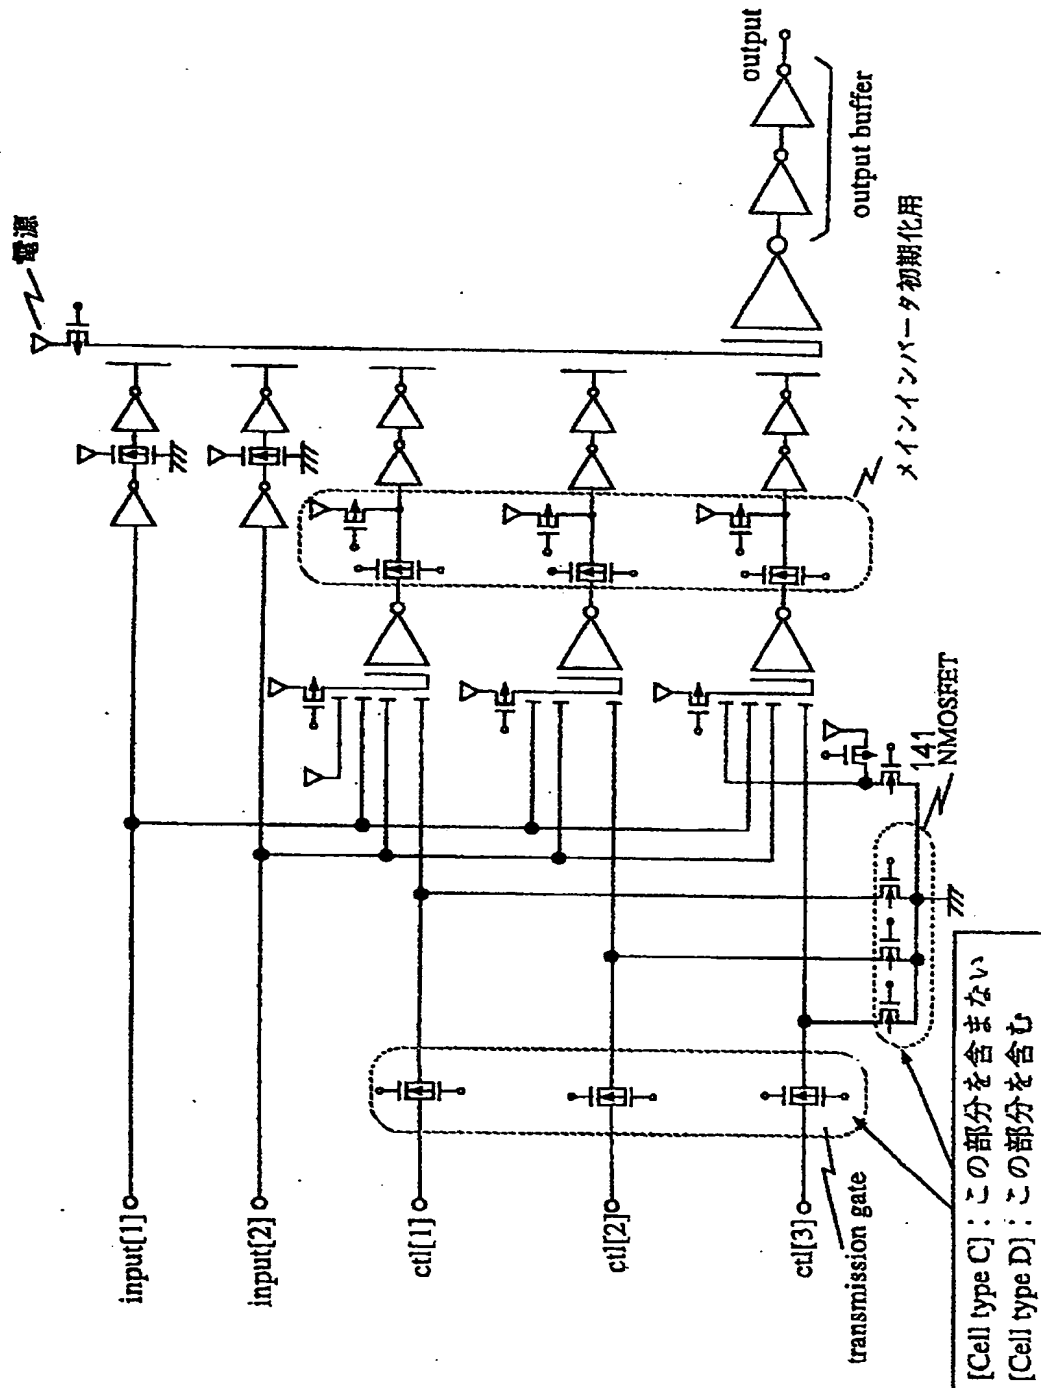 電源
output
output buffer
メインインバータ初期化用
input[1]
input[2]
ctl[1]
ctl[2]
ctl[3]
transmission gate
141
NMOSFET
[Cell type C]：この部分を含まない
[Cell type D]：この部分を含む